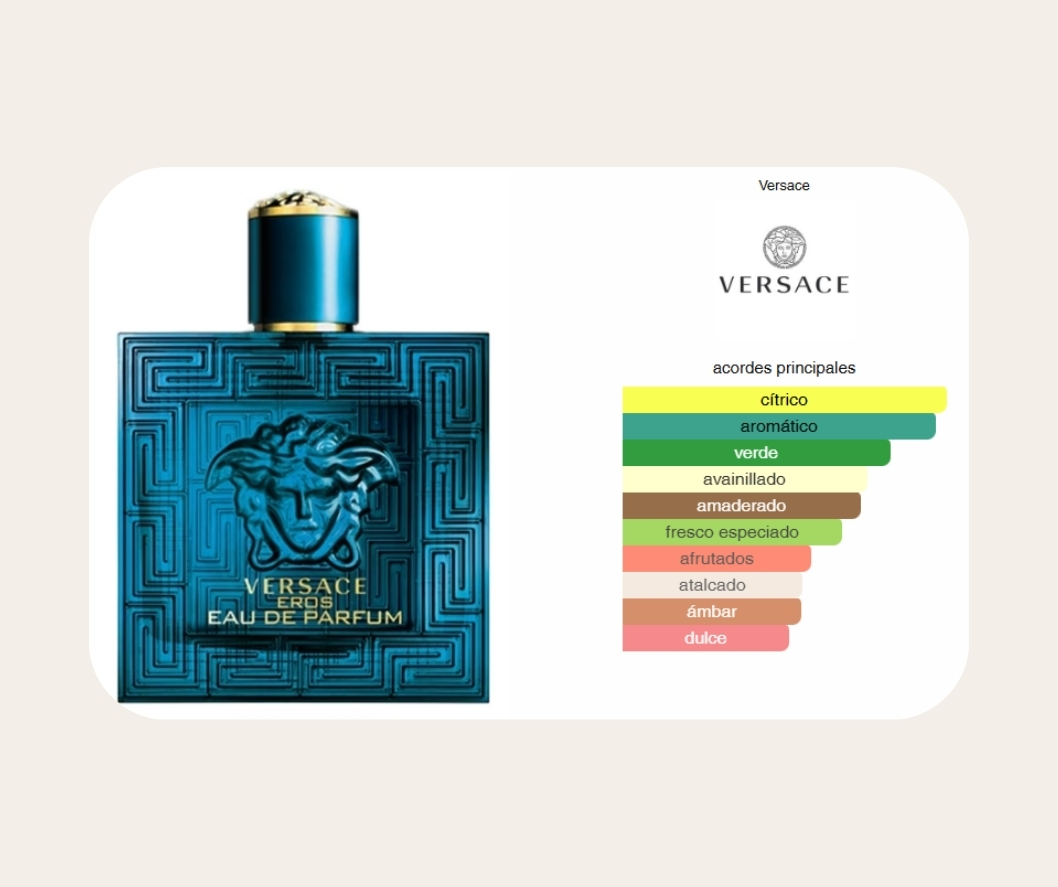 Versace
VERSACE
acordes principales
cítrico
aromático
verde
avainillado
amaderado
fresco especiado
afrutados
atalcado
ámbar
dulce
VERSACE
EROS
EAU DE PARFUM